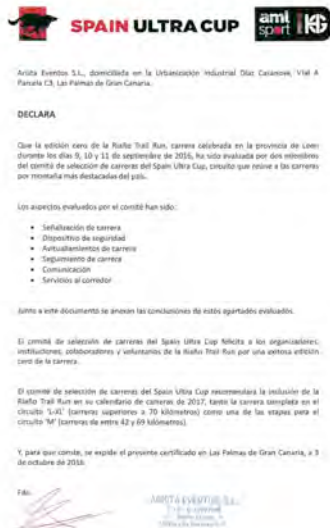 SPAIN ULTRA CUP
aml
sport
Arista Eventos S.L., domiciliada en la Urbanización Industrial Díaz Casanova, Vial A
Parcela C3, Las Palmas de Gran Canaria.
DECLARA
Que la edición cero de la Riaño Trail Run, carrera celebrada en la provincia de León
durante los días 9, 10 y 11 de septiembre de 2016, ha sido evaluada por dos miembros
del comité de selección de carreras del Spain Ultra Cup, circuito que reúne a las carreras
por montaña más destacadas del país.
Los aspectos evaluados por el comité han sido:
• Señalización de carrera
• Dispositivo de seguridad
• Avituallamientos de carrera
• Seguimiento de carrera
• Comunicación
• Servicios al corredor
Junto a este documento se anexan las conclusiones de estos apartados evaluados.
El comité de selección de carreras del Spain Ultra Cup felicita a los organizadores,
instituciones, colaboradores y voluntarios de la Riaño Trail Run por una exitosa edición
cero de la carrera.
El comité de selección de carreras del Spain Ultra Cup recomendará la inclusión de la
Riaño Trail Run en su calendario de carreras de 2017, tanto la carrera completa en el
circuito 'L-XL' (carreras superiores a 70 kilómetros) como una de las etapas para el
circuito 'M' (carreras de entre 42 y 69 kilómetros).
Y, para que conste, se expide el presente certificado en Las Palmas de Gran Canaria, a 3
de octubre de 2016.
Fdo.
ARISTA EVENTOS S.L.